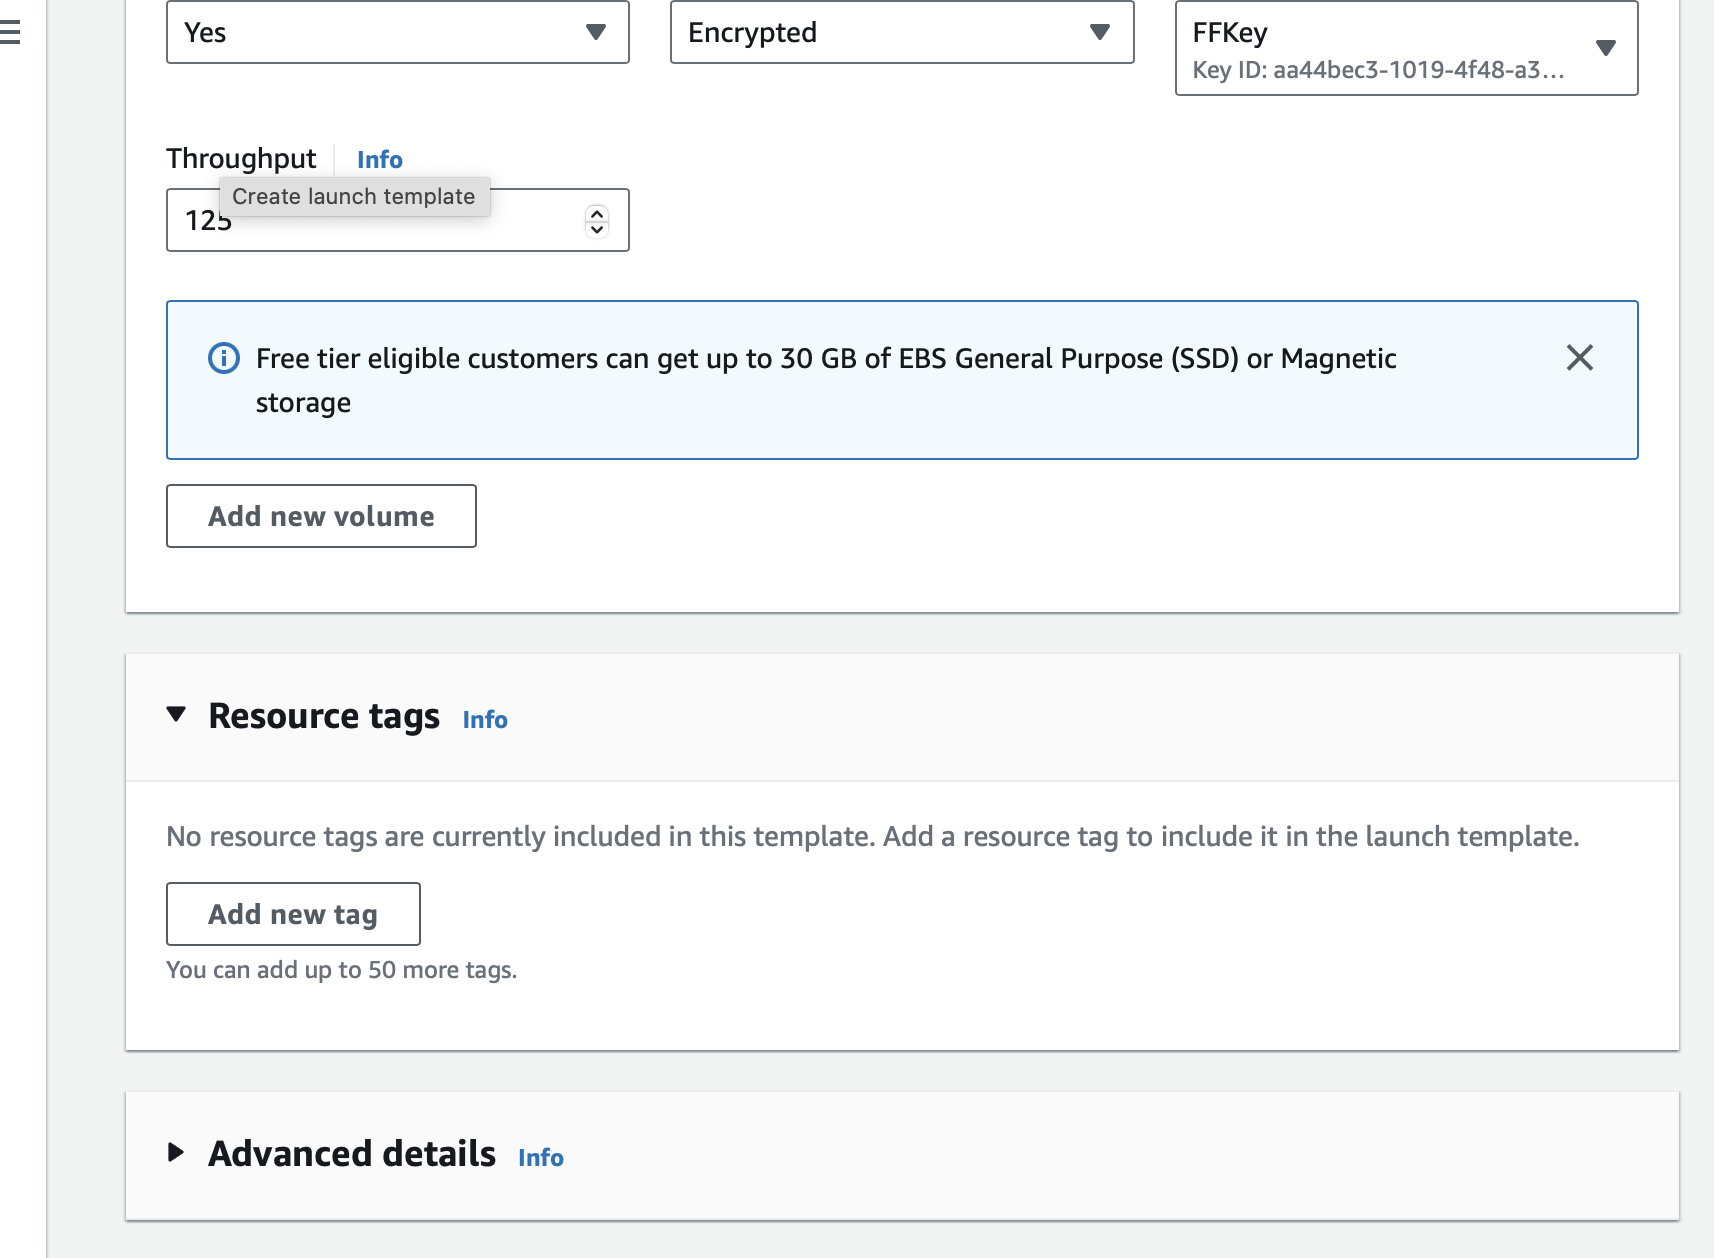 Yes
Encrypted
FFKey
Key ID: aa44bec3-1019-4f48-a3...
Throughput
Info
Create launch template
125
Free tier eligible customers can get up to 30 GB of EBS General Purpose (SSD) or Magnetic
storage
Add new volume
Resource tags Info
No resource tags are currently included in this template. Add a resource tag to include it in the launch template.
Add new tag
You can add up to 50 more tags.
Advanced details Info